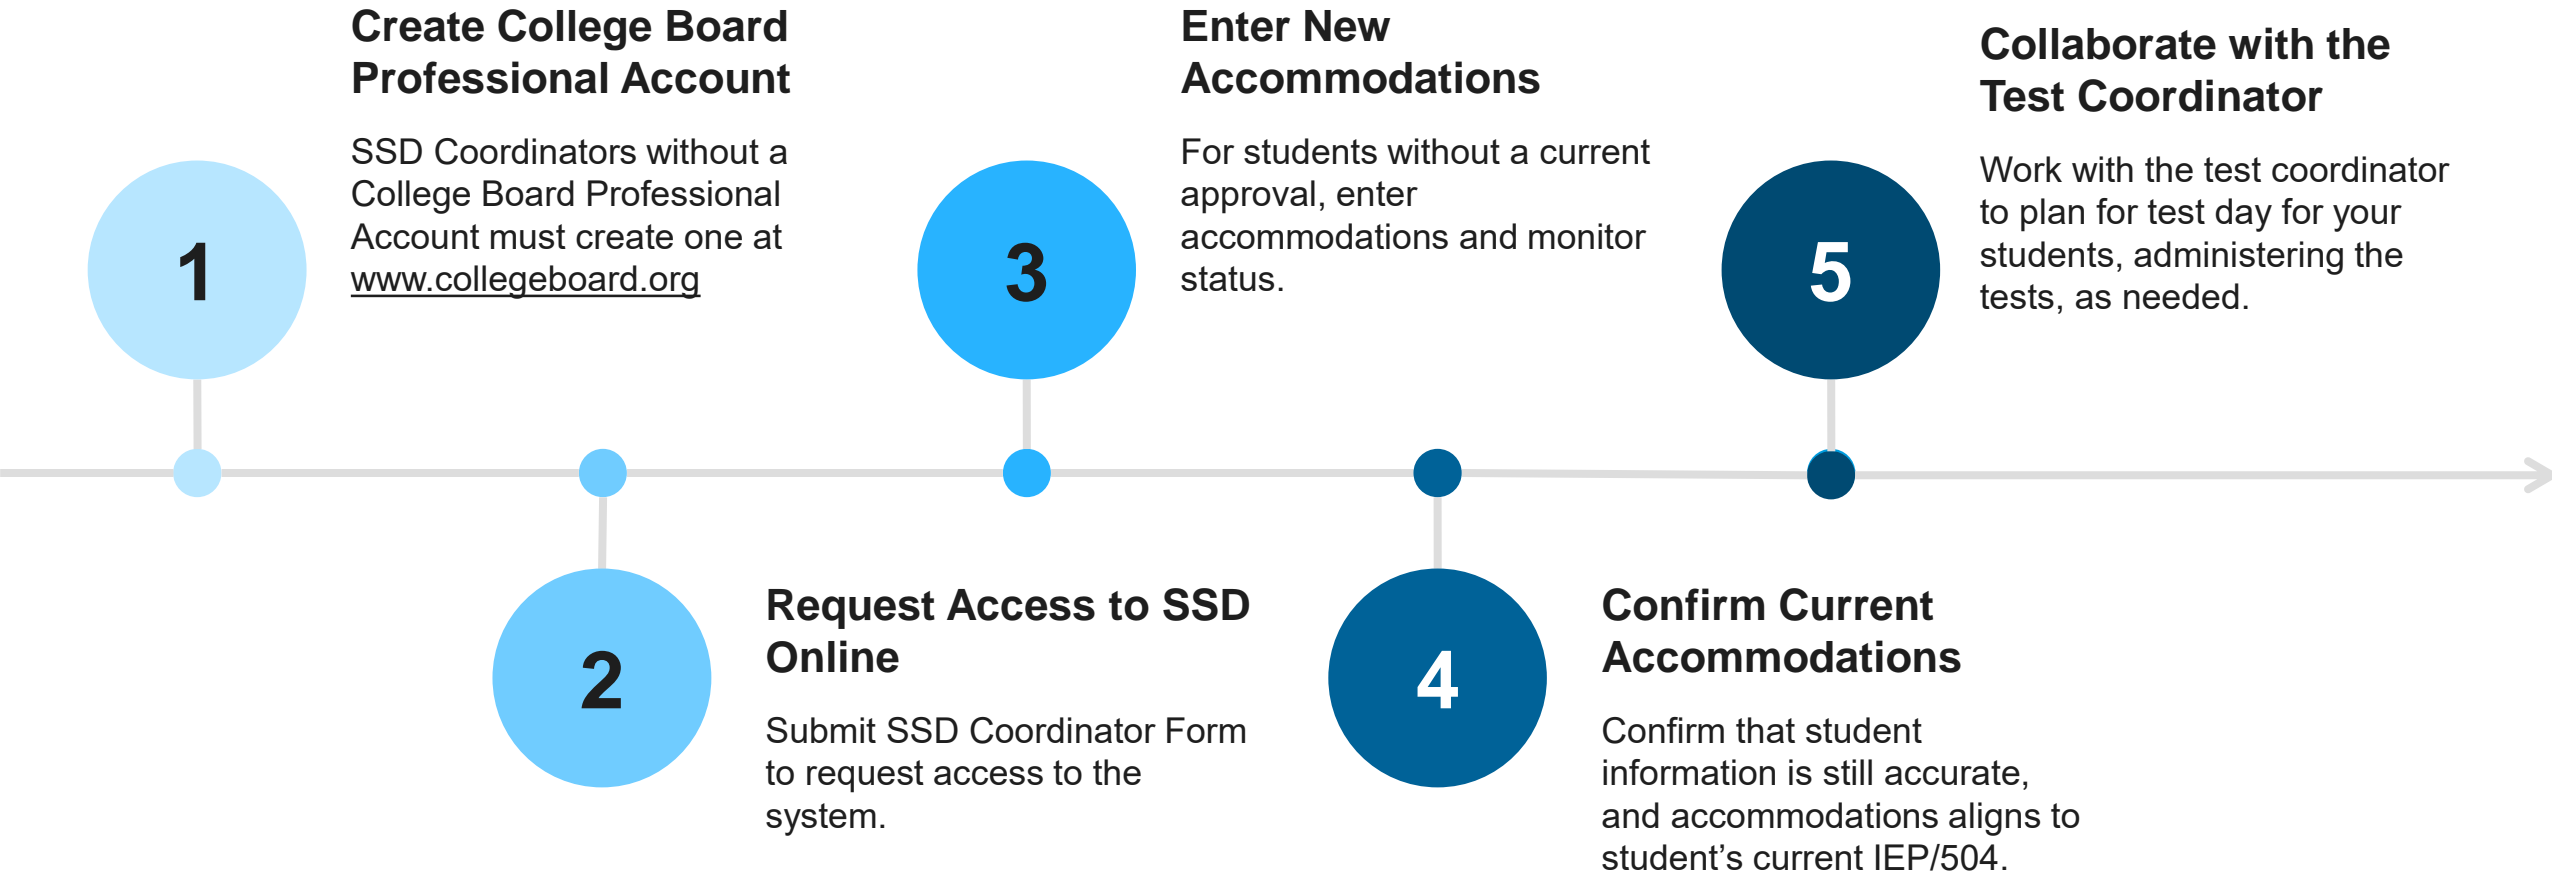 1
Create College Board
Professional Account
SSD Coordinators without a
College Board Professional
Account must create one at
www.collegeboard.org
2
Request Access to SSD
Online
Submit SSD Coordinator Form
to request access to the
system.
3
Enter New
Accommodations
For students without a current
approval, enter
accommodations and monitor
status.
4
Confirm Current
Accommodations
Confirm that student
information is still accurate,
and accommodations aligns to
student’s current IEP/504.
5
Collaborate with the
Test Coordinator
Work with the test coordinator
to plan for test day for your
students, administering the
tests, as needed.